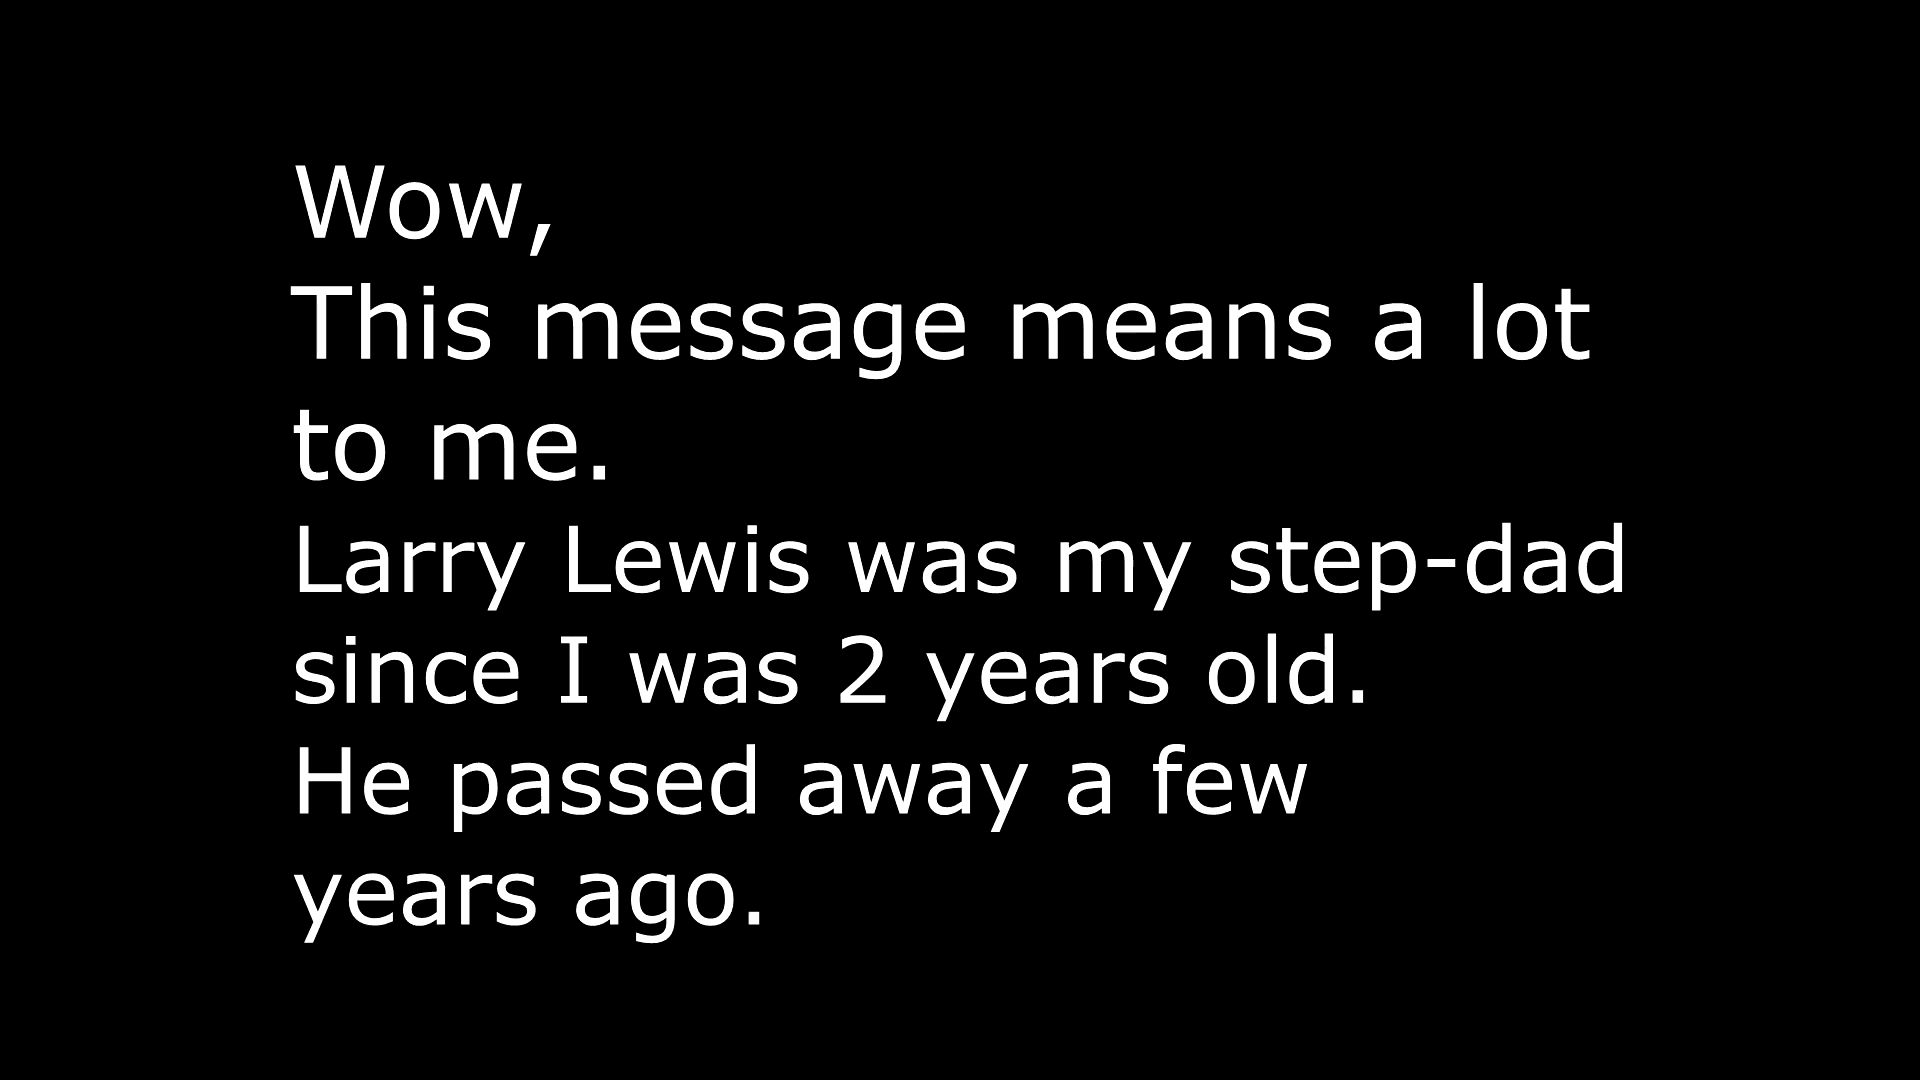 Wow,
This message means a lot
to me.
Larry Lewis was my step-dad
since I was 2 years old.
He passed away a few
years ago.